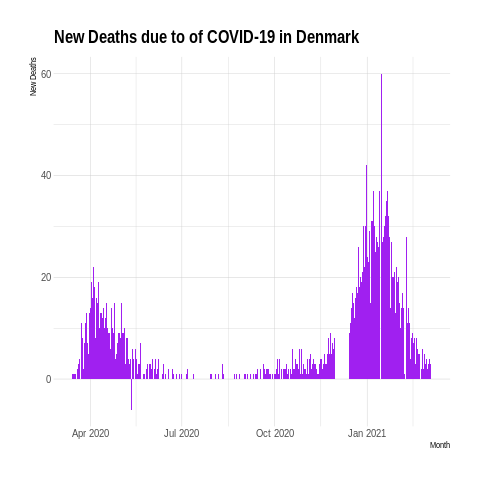 New Deaths due to of COVID-19 in Denmark
New Deaths
60
40
20
0
Apr 2020 Jul 2020 Oct 2020 Jan 2021
Month